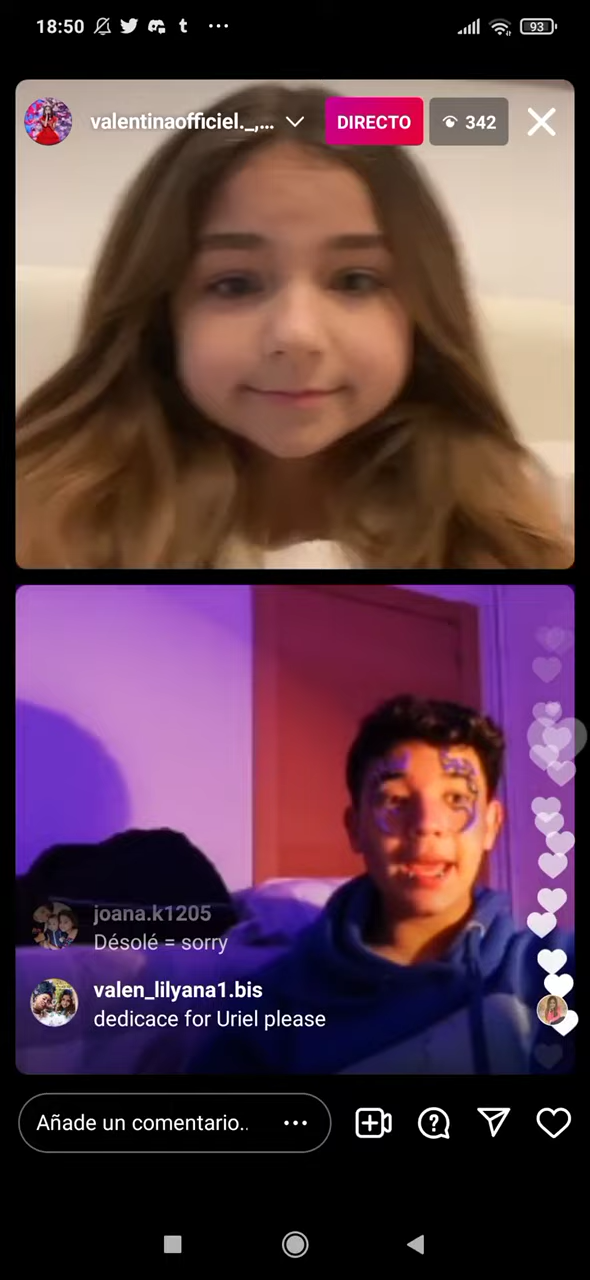 18:50
93
valentinaofficiel._,...
DIRECTO
342
joana.k1205
Désolé = sorry
valen_lilyana1.bis
dedicace for Uriel please
Añade un comentario..